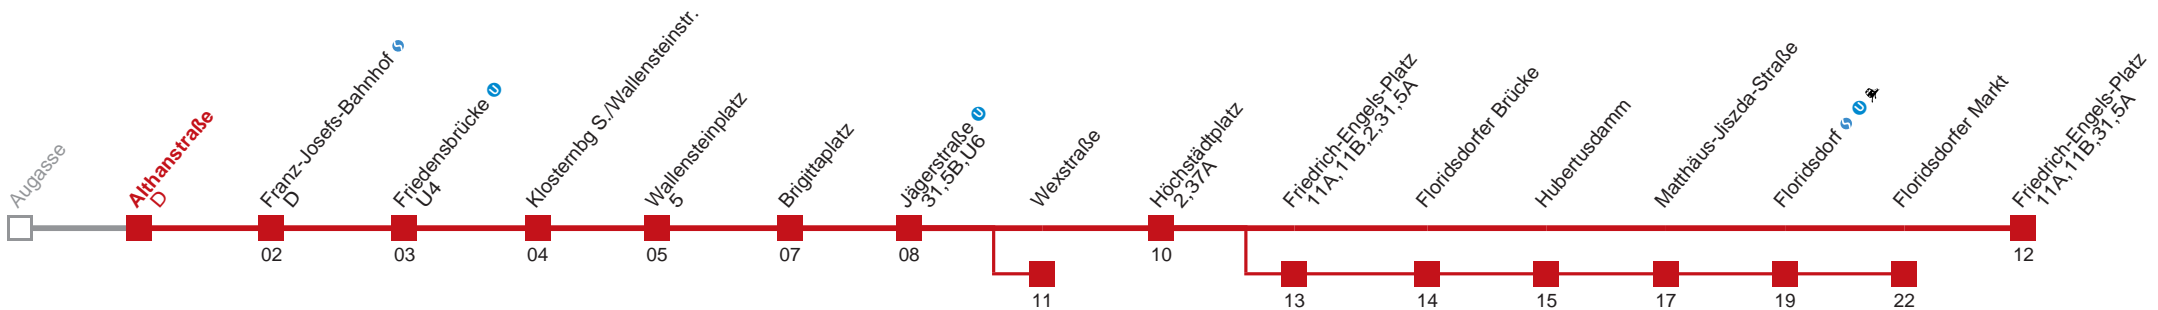 Augasse
Althanstraße
D
Franz-Josefs-Bahnhof S
D
Friedensbrücke U
U4
Klosternbg S./Wallensteinstr.
Wallensteinplatz
5
Brigittaplatz
Jägerstraße U
31,5B,U6
Wexstraße
Höchstädtplatz
2,37A
Friedrich-Engels-Platz
11A,11B,2,31,5A
Floridsdorfer Brücke
Hubertusdamm
Matthäus-Jiszda-Straße
Floridsdorf S U
Floridsdorfer Markt
Friedrich-Engels-Platz
11A,11B,31,5A
02 03 04 05 07 08 10 12
11 13 14 15 17 19 22